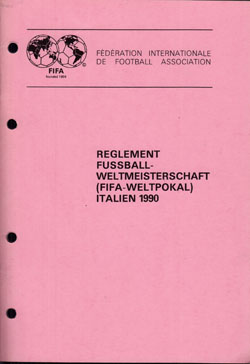 FÉDÉRATION INTERNATIONALE
DE FOOTBALL ASSOCIATION
FIFA
REGLEMENT
FUSSBALL-
WELTMEISTERSCHAFT
(FIFA-WELTPOKAL)
ITALIEN 1990